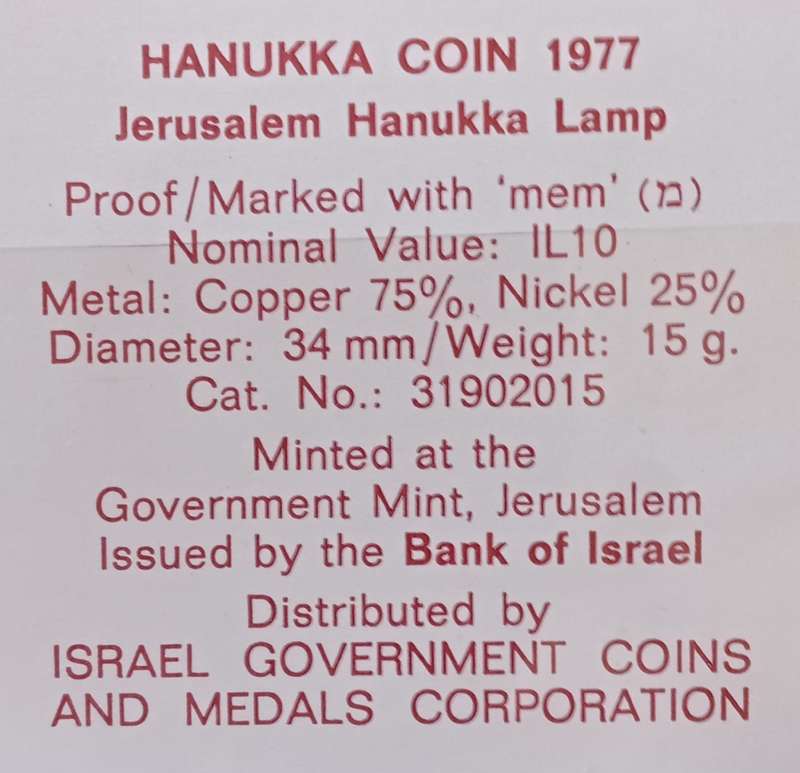 HANUKKA COIN 1977
Jerusalem Hanukka Lamp
Proof/Marked with ‘mem’ (מ)
Nominal Value: IL10
Metal: Copper 75%, Nickel 25%
Diameter: 34 mm/Weight: 15 g.
Cat. No.: 31902015
Minted at the
Government Mint, Jerusalem
Issued by the Bank of Israel
Distributed by
ISRAEL GOVERNMENT COINS
AND MEDALS CORPORATION